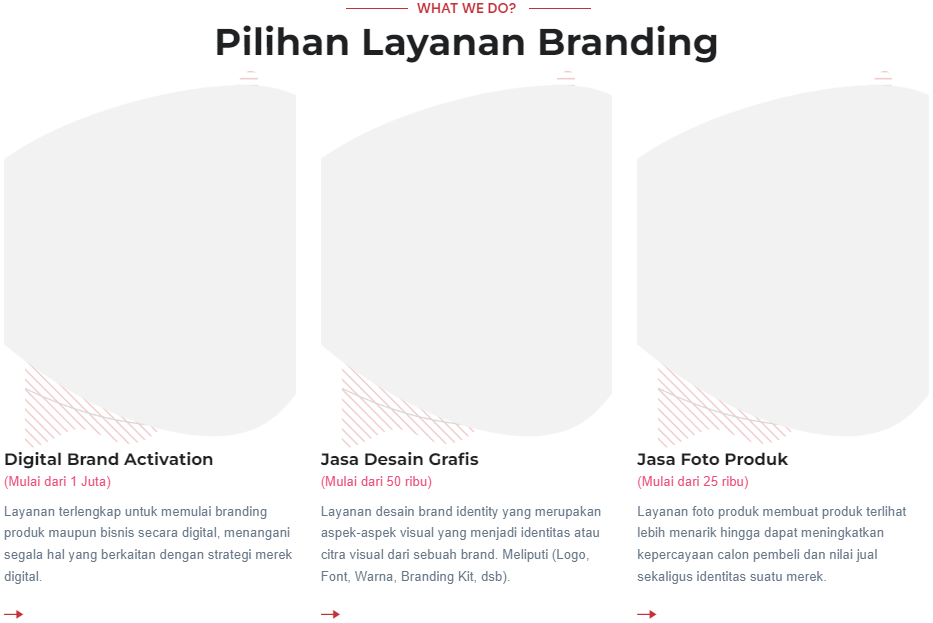 WHAT WE DO?
Pilihan Layanan Branding
Digital Brand Activation
(Mulai dari 1 Juta)
Layanan terlengkap untuk memulai branding
produk maupun bisnis secara digital, menangani
segala hal yang berkaitan dengan strategi merek
digital.
Jasa Desain Grafis
(Mulai dari 50 ribu)
Layanan desain brand identity yang merupakan
aspek-aspek visual yang menjadi identitas atau
citra visual dari sebuah brand. Meliputi (Logo,
Font, Warna, Branding Kit, dsb).
Jasa Foto Produk
(Mulai dari 25 ribu)
Layanan foto produk membuat produk terlihat
lebih menarik hingga dapat meningkatkan
kepercayaan calon pembeli dan nilai jual
sekaligus identitas suatu merek.